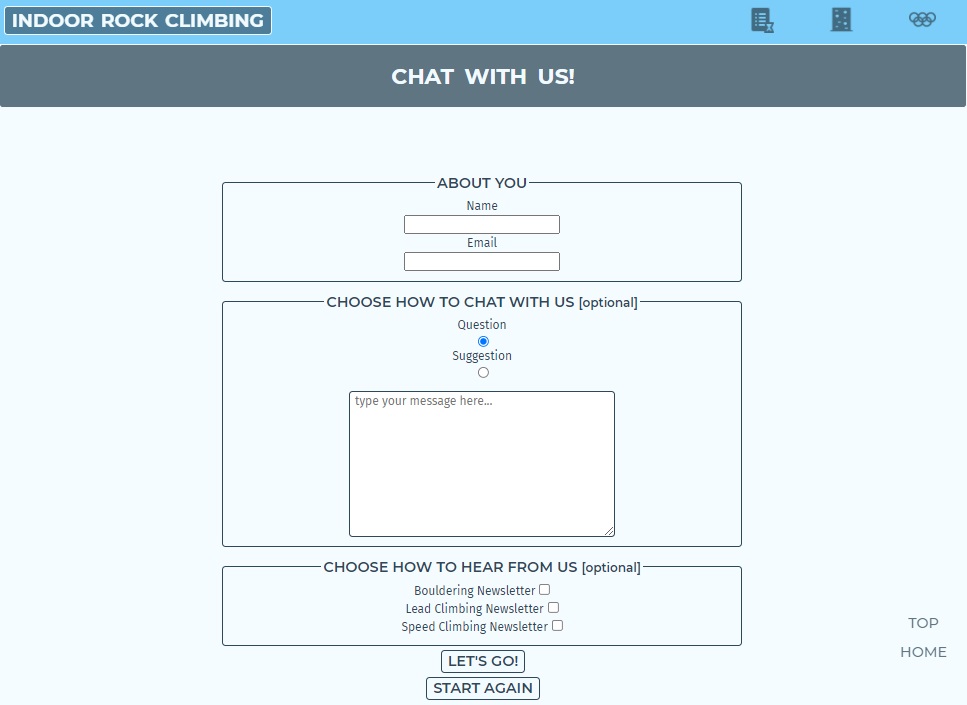 INDOOR ROCK CLIMBING
CHAT WITH US!
ABOUT YOU
Name
Email
CHOOSE HOW TO CHAT WITH US [optional]
Question
Suggestion
type your message here...
CHOOSE HOW TO HEAR FROM US [optional]
Bouldering Newsletter
Lead Climbing Newsletter
Speed Climbing Newsletter
TOP
HOME
LET'S GO!
START AGAIN